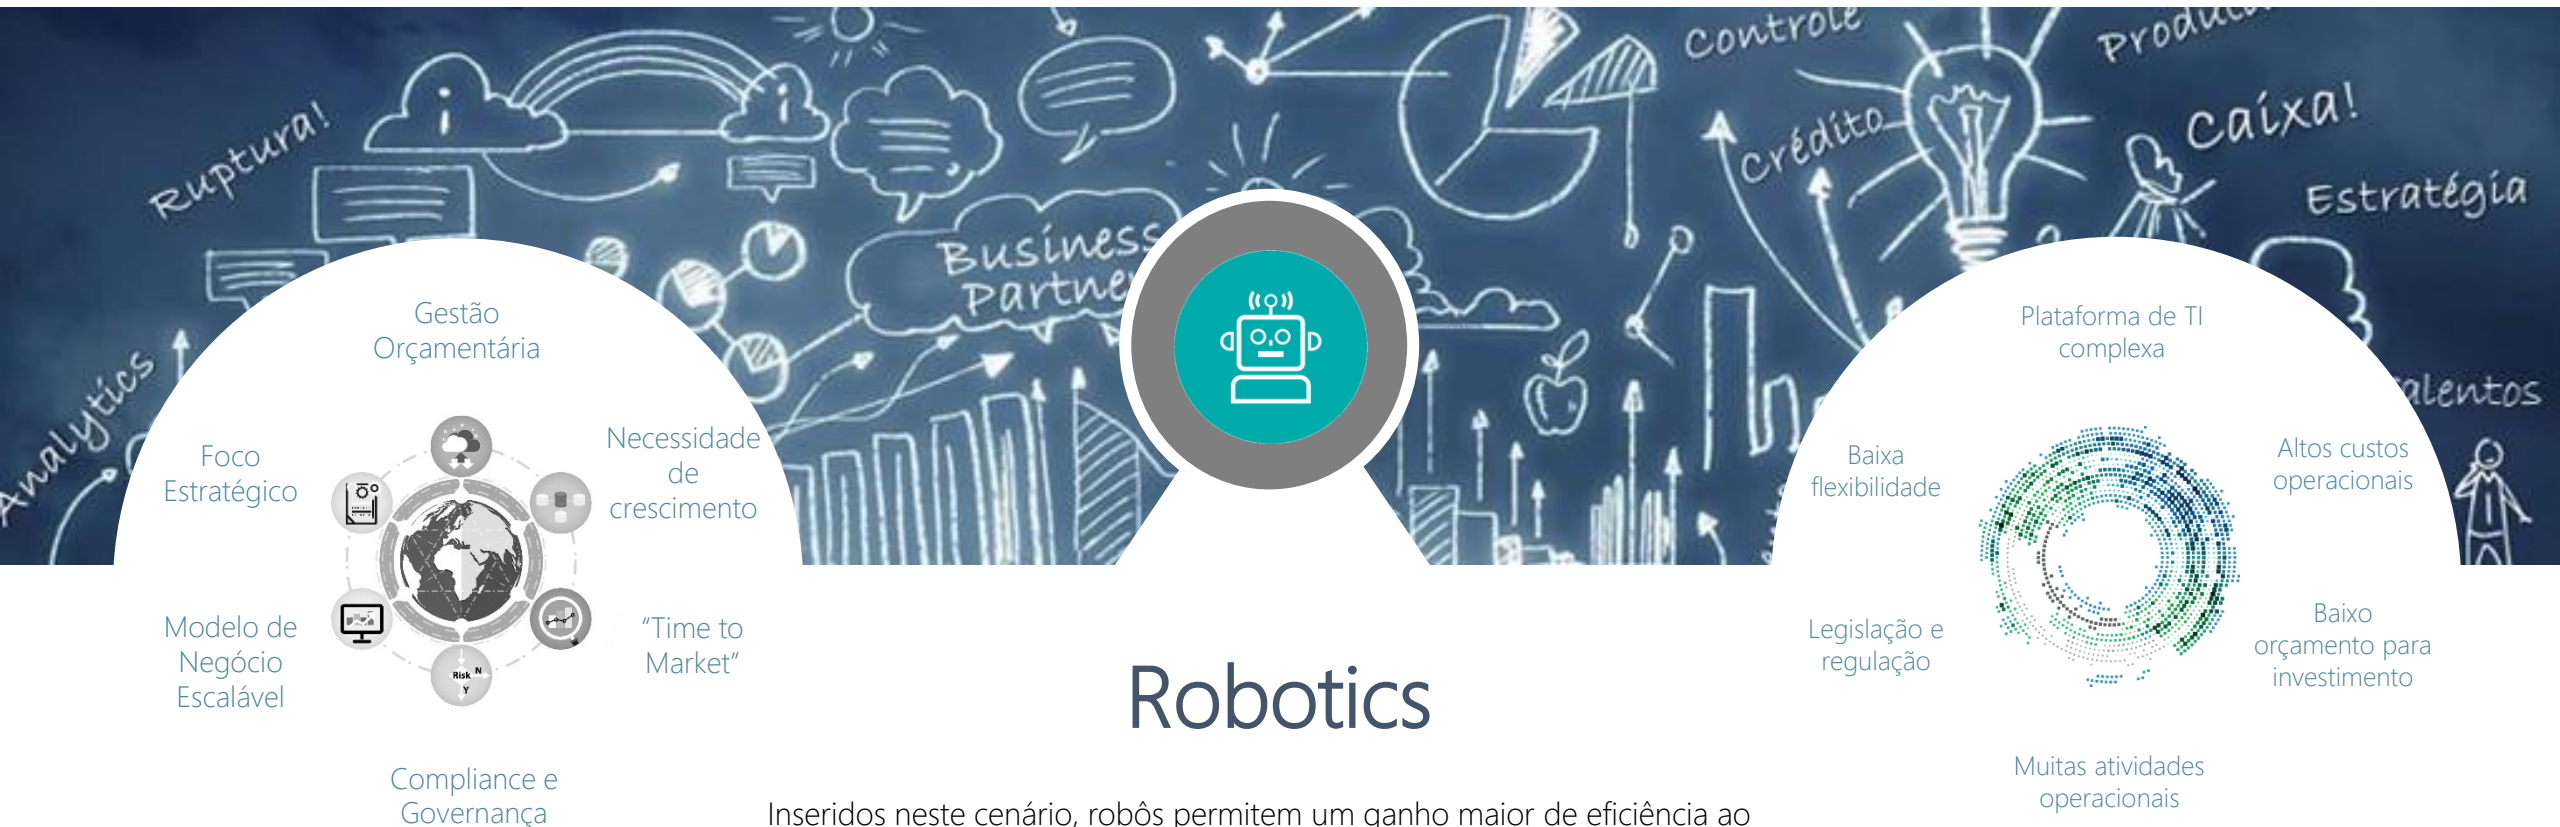 Controle
Produt
Ruptura!
Crédito
Caixa!
Estratégia
Business
Partne
Analytics
alentos
Gestão
Orçamentária
Foco
Estratégico
Necessidade
de
crescimento
Modelo de
Negócio
Escalável
"Time to
Market"
Risk
N
Y
Compliance e
Governança
Robotics
Inseridos neste cenário, robôs permitem um ganho maior de eficiência ao
Plataforma de TI
complexa
Baixa
flexibilidade
Altos custos
operacionais
Legislação e
regulação
Baixo
orçamento para
investimento
Muitas atividades
operacionais